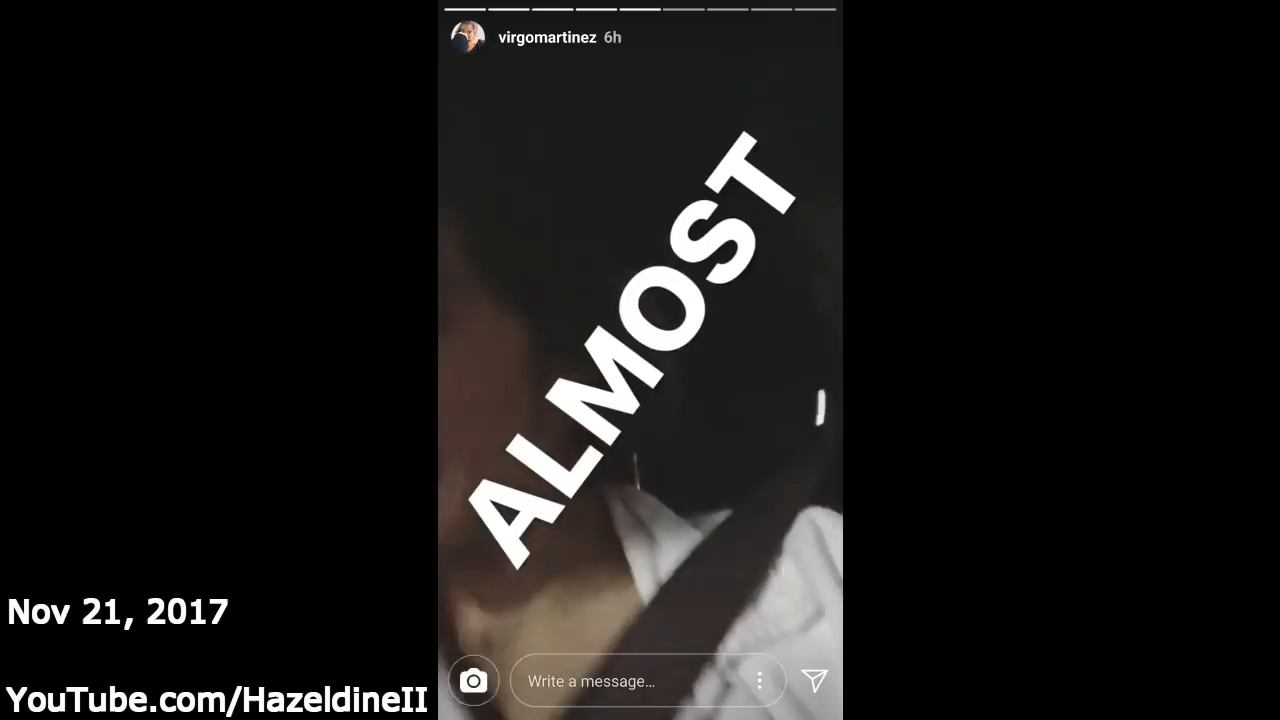 virgomartinez 6h
ALMOST
Nov 21, 2017
Write a message...
YouTube.com/HazeldineII